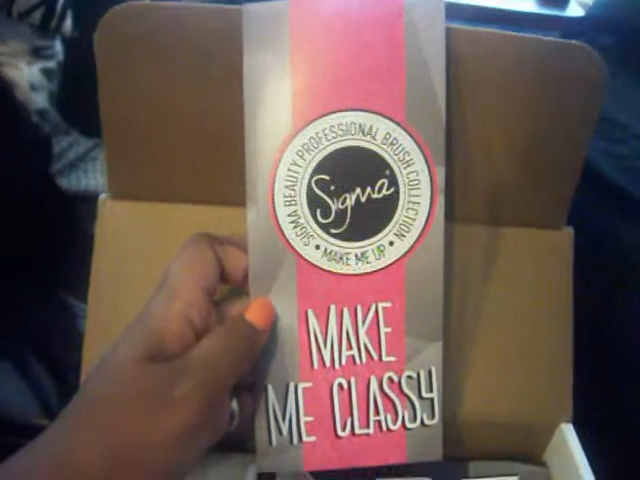 SIGMA BEAUTY PROFESSIONAL BRUSH COLLECTION
Sigma
• MAKE ME UP •
MAKE
ME CLASSY